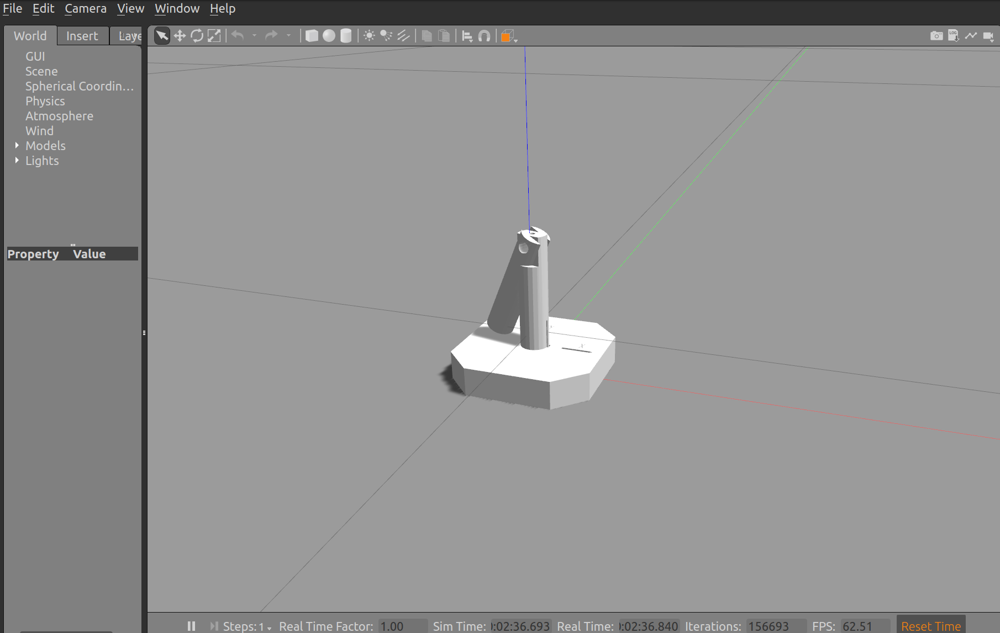 File Edit Camera View Window Help
World Insert Laye
LOG
GUI
Scene
Spherical Coordin...
Physics
Atmosphere
Wind
Models
Lights
Property Value
Steps: 1 Real Time Factor: 1.00 Sim Time: :02:36.693 Real Time: :02:36.840 Iterations: 156693 FPS: 62.51 Reset Time